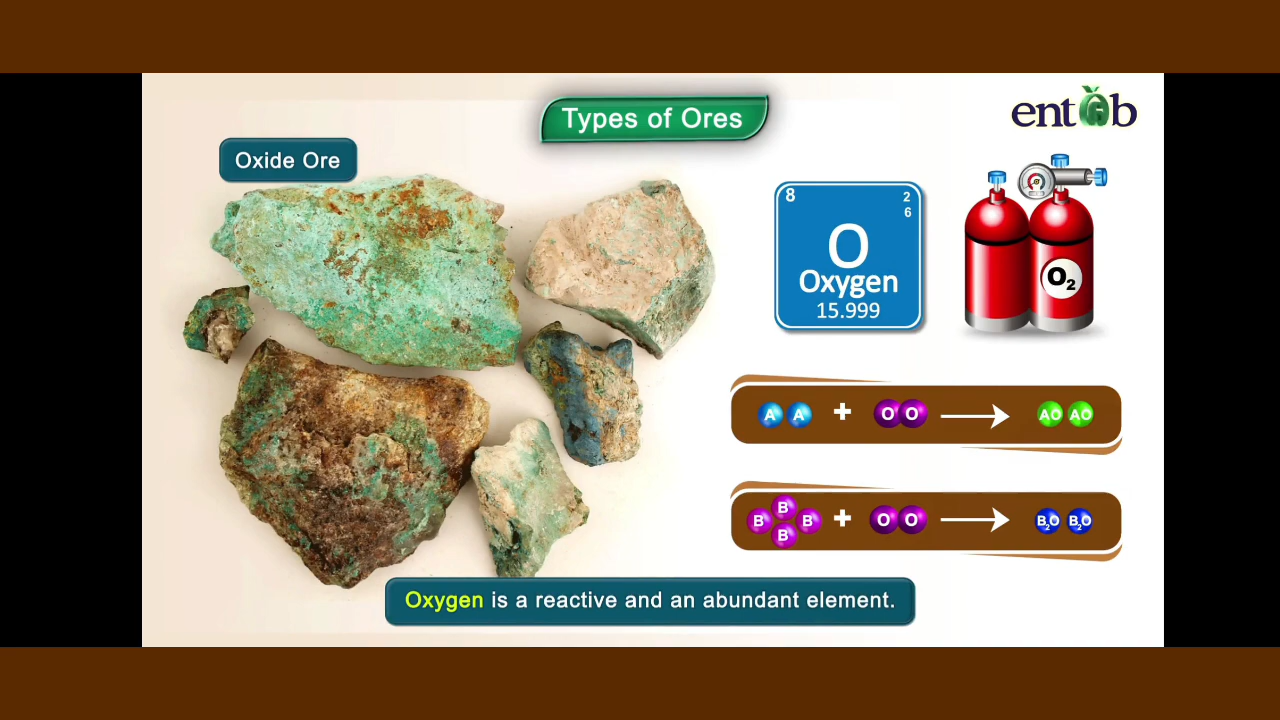 Types of Ores
entab
Oxide Ore
8
2
6
O
Oxygen
15.999
O₂
A A + O O → AO AO
B B B B + O O → B₂O B₂O
Oxygen is a reactive and an abundant element.